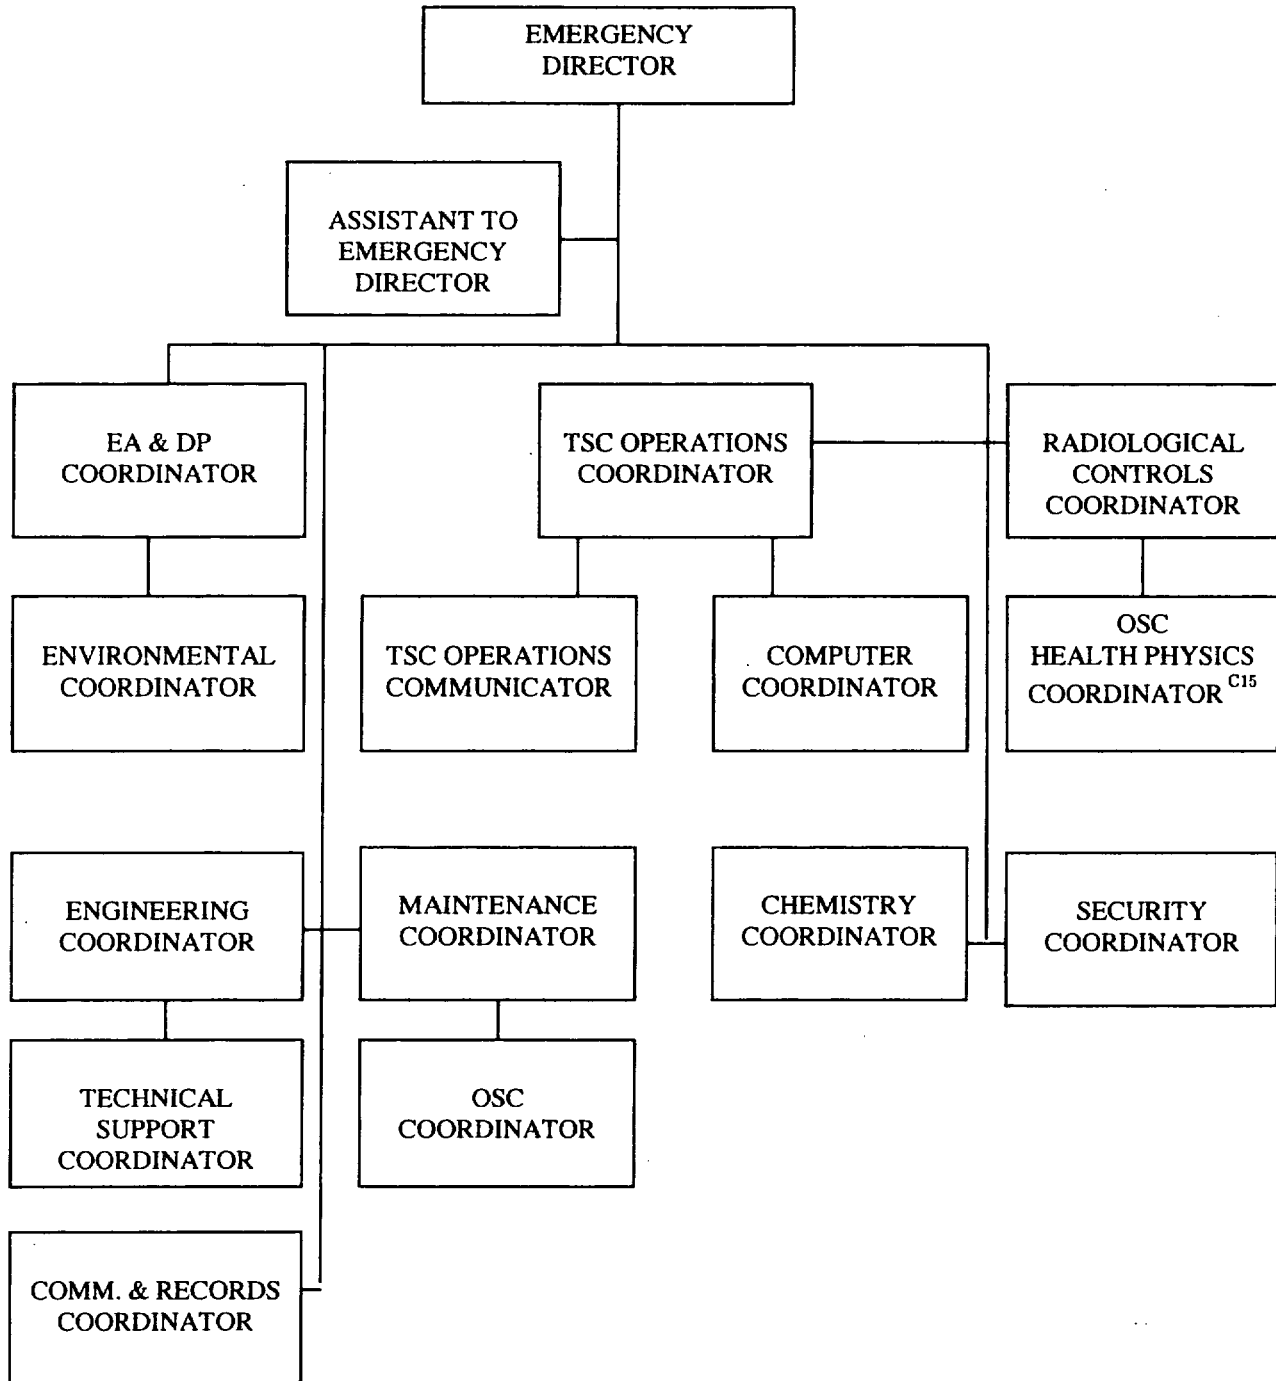 EMERGENCY
DIRECTOR
ASSISTANT TO
EMERGENCY
DIRECTOR
EA & DP
COORDINATOR
TSC OPERATIONS
COORDINATOR
RADIOLOGICAL
CONTROLS
COORDINATOR
ENVIRONMENTAL
COORDINATOR
TSC OPERATIONS
COMMUNICATOR
COMPUTER
COORDINATOR
OSC
HEALTH PHYSICS
COORDINATOR C15
ENGINEERING
COORDINATOR
MAINTENANCE
COORDINATOR
CHEMISTRY
COORDINATOR
SECURITY
COORDINATOR
TECHNICAL
SUPPORT
COORDINATOR
OSC
COORDINATOR
COMM. & RECORDS
COORDINATOR